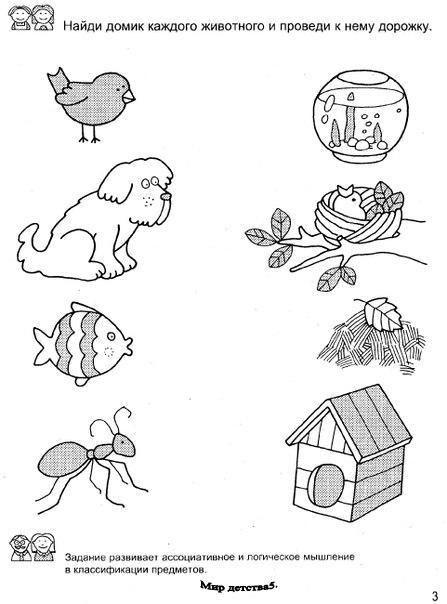 Найди домик каждого животного и проведи к нему дорожку.
Задание развивает ассоциативное и логическое мышление
в классификации предметов.
Мир детства5.
3